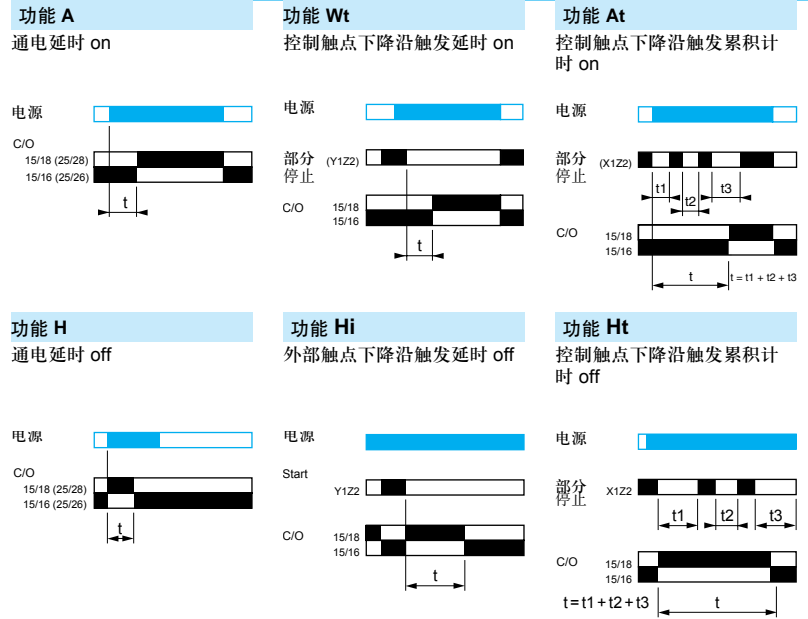 功能 A
通电延时 on
电源
C/O
15/18 (25/28)
15/16 (25/26)
t
功能 Wt
控制触点下降沿触发延时 on
电源
部分 (Y1Z2)
停止
C/O 15/18
15/16
t
功能 At
控制触点下降沿触发累积计
时 on
电源
部分 (X1Z2)
停止
t1 t3
t2
C/O 15/18
15/16
t t = t1 + t2 + t3
功能 H
通电延时 off
电源
C/O
15/18 (25/28)
15/16 (25/26)
t
功能 Hi
外部触点下降沿触发延时 off
电源
Start
Y1Z2
C/O 15/18
15/16
t
功能 Ht
控制触点下降沿触发累积计
时 off
电源
部分 X1Z2
停止
t1 t2 t3
C/O 15/18
15/16
t=t1+t2+t3 t